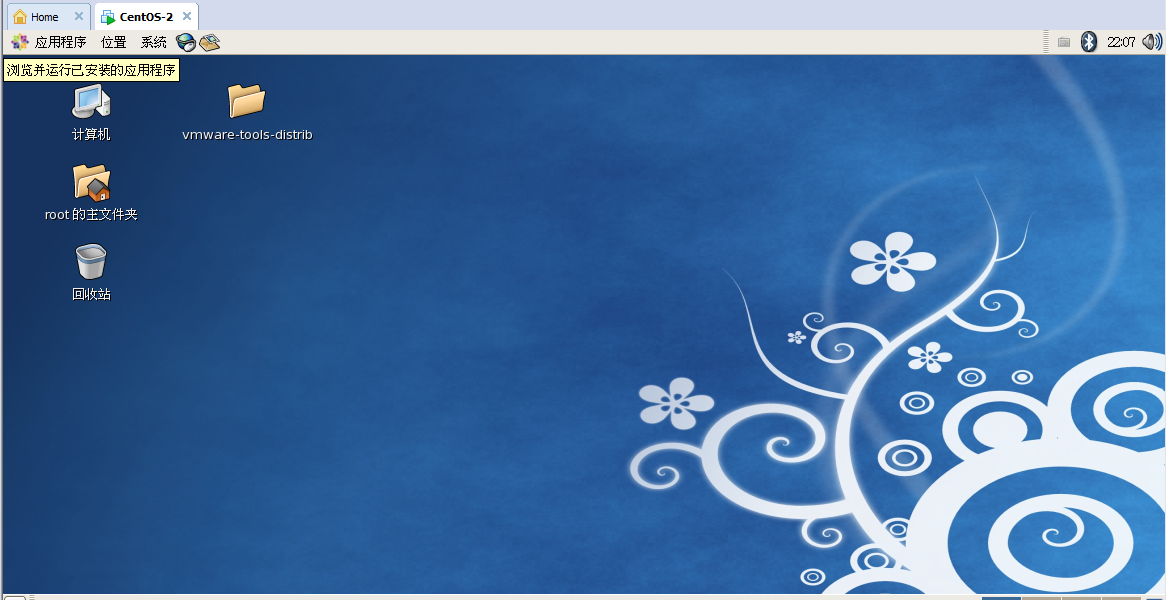 Home
CentOS-2
应用程序 位置 系统
22:07
浏览并运行已安装的应用程序
计算机
vmware-tools-distrib
root 的主文件夹
回收站